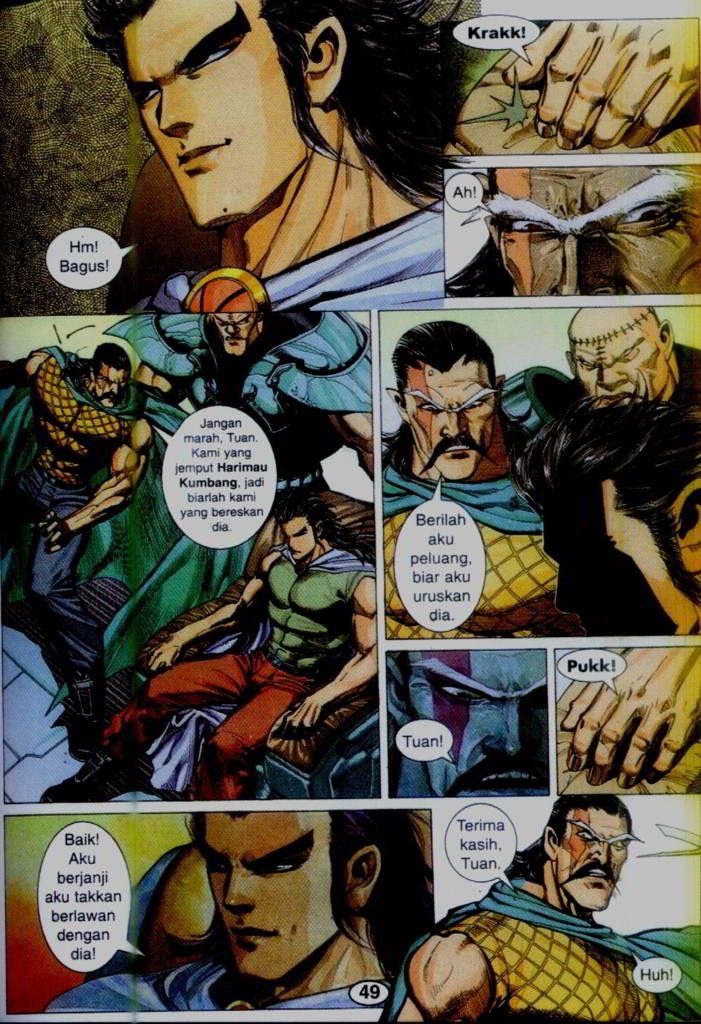 Hm!
Bagus!
Krakk!
Ah!
Jangan
marah, Tuan.
Kami yang
jemput Harimau
Kumbang, jadi
biarlah kami
yang bereskan
dia.
Berilah
aku
peluang,
biar aku
uruskan
dia.
Tuan!
Pukk!
Baik!
Aku
berjanji
aku takkan
berlawan
dengan
dia!
Terima
kasih,
Tuan.
Huh!
49